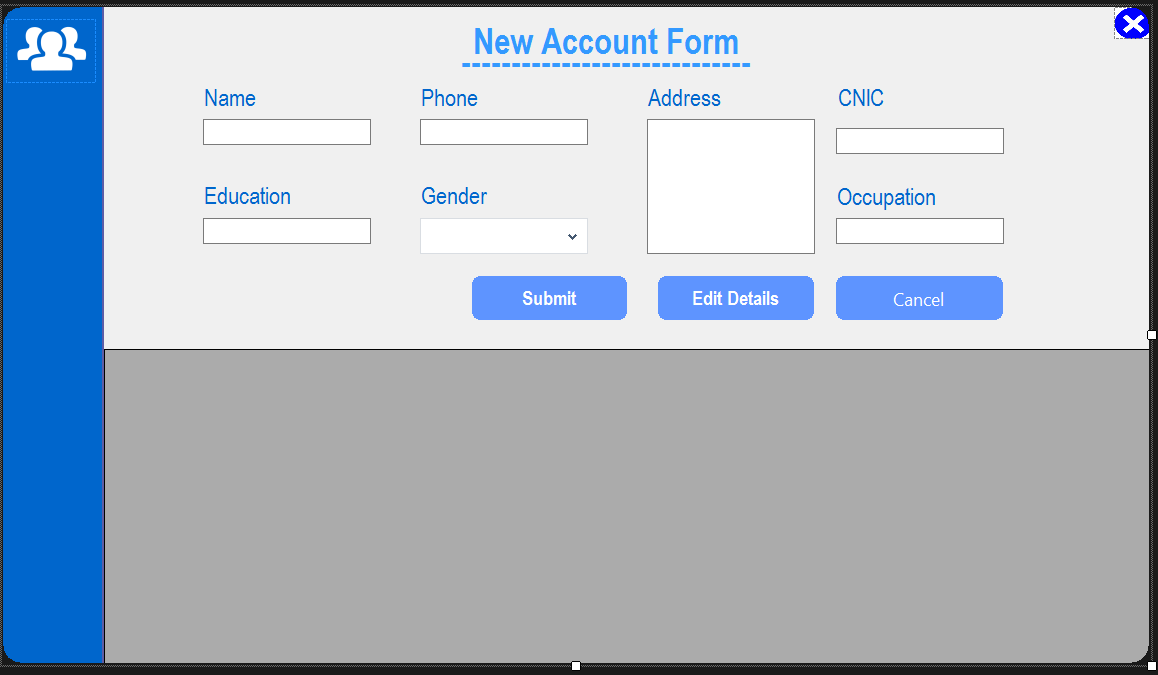 New Account Form
Name
Phone
Address
CNIC
Education
Gender
Occupation
Submit
Edit Details
Cancel